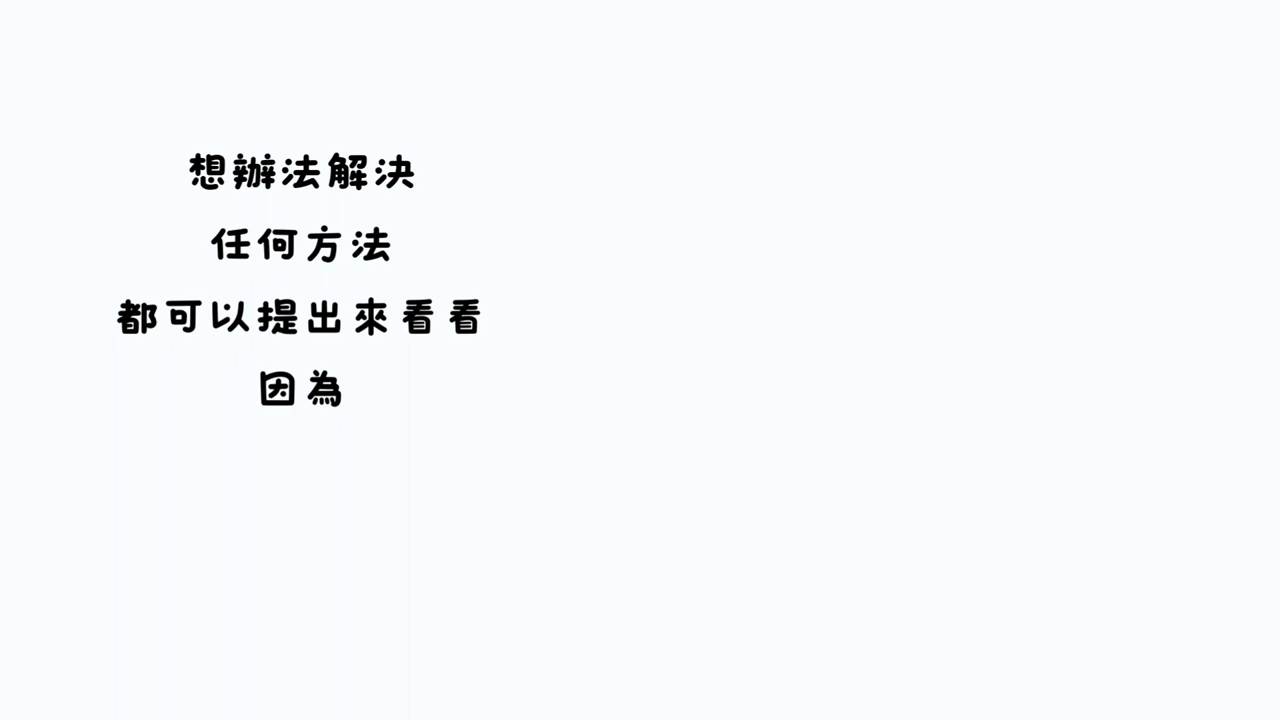 想辦法解決
任何方法
都可以提出來看看
因為